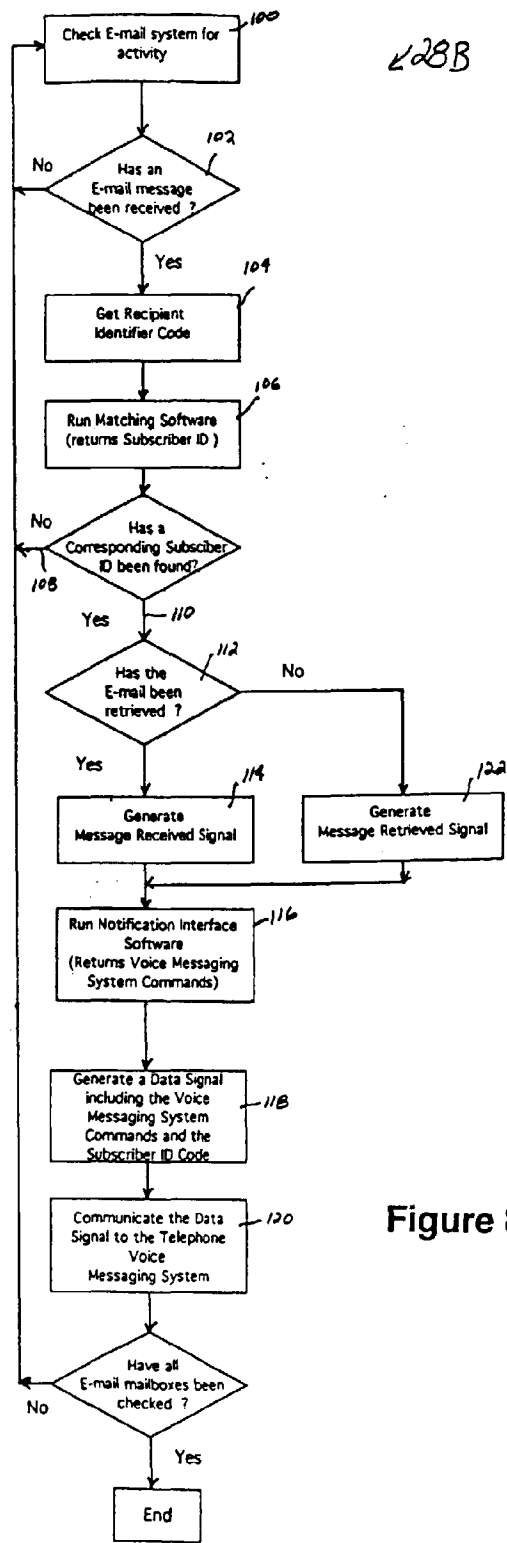 100
Check E-mail system for
activity
28B
102
No
Has an
E-mail message
been received ?
Yes
104
Get Recipient
Identifier Code
106
Run Matching Software
(returns Subscriber ID )
No
Has a
Corresponding Subsciber
ID been found?
108
Yes
110
112
Has the
E-mail been
retrieved ?
No
Yes
114
Generate
Message Received Signal
122
Generate
Message Retrieved Signal
116
Run Notification Interface
Software
(Returns Voice Messaging
System Commands)
Generate a Data Signal
including the Voice
Messaging System
Commands and the
Subscriber ID Code
118
Communicate the Data
Signal to the Telephone
Voice
Messaging System
120
Figure 8
Have all
E-mail mailboxes been
checked ?
No
Yes
End